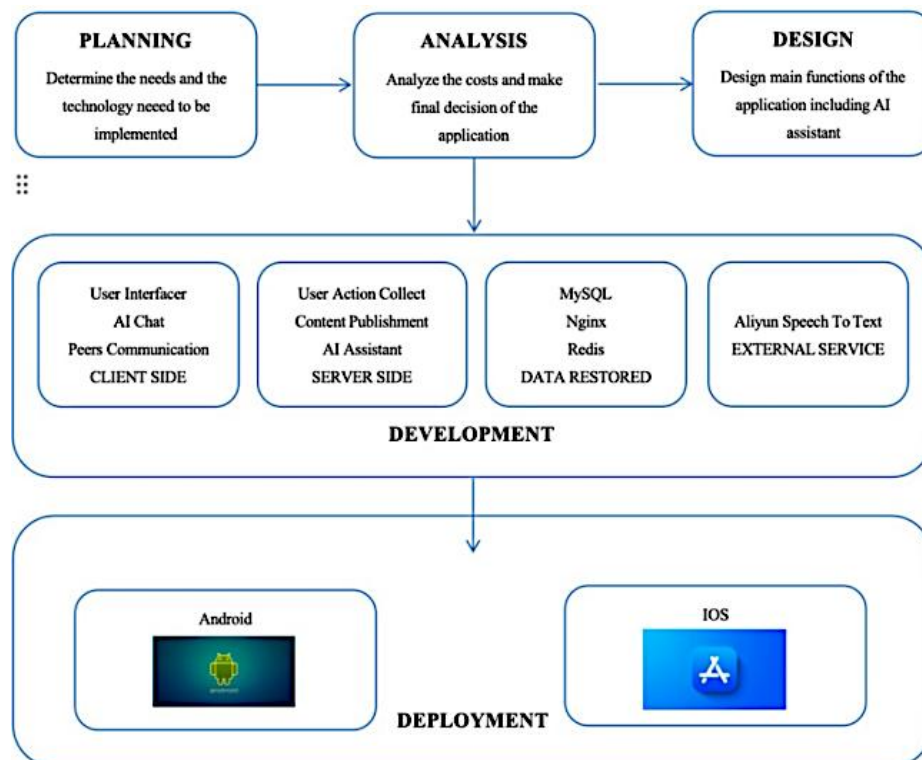 PLANNING
Determine the needs and the
technology neeed to be
implemented
ANALYSIS
Analyze the costs and make
final decision of the
application
DESIGN
Design main functions of the
application including AI
assistant
User Interfacer
AI Chat
Peers Communication
CLIENT SIDE
User Action Collect
Content Publishment
AI Assistant
SERVER SIDE
MySQL
Nginx
Redis
DATA RESTORED
Aliyun Speech To Text
EXTERNAL SERVICE
DEVELOPMENT
Android
android
IOS
DEPLOYMENT